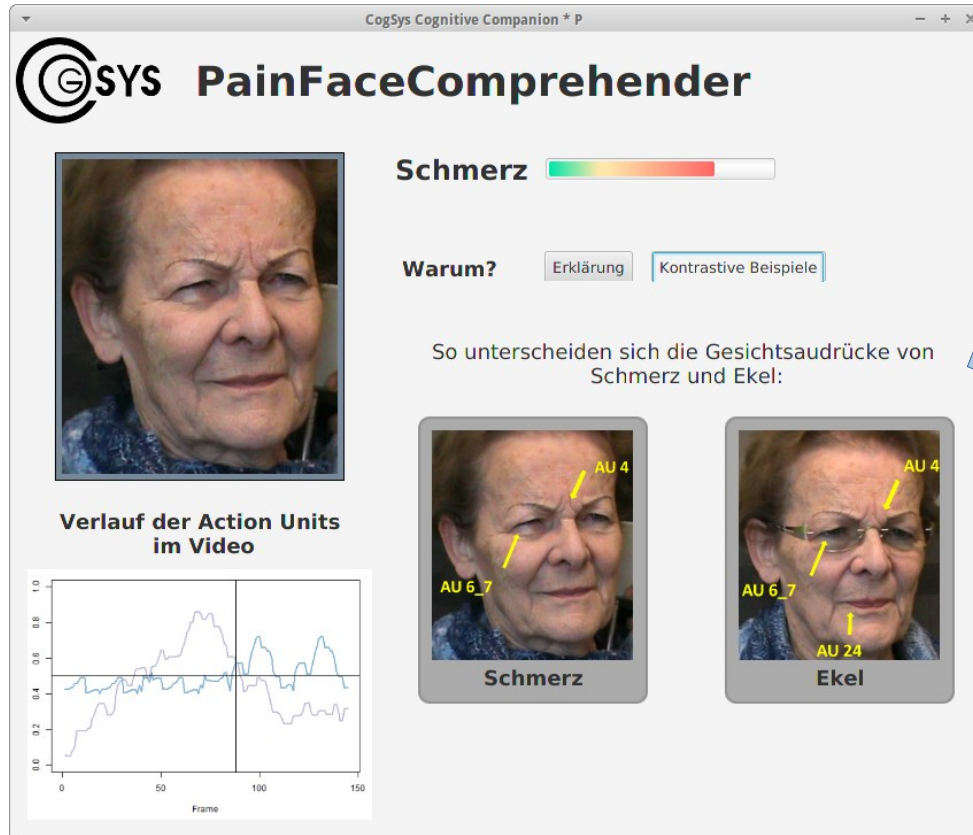 CogSys Cognitive Companion * P
CGSYS
PainFaceComprehender
Schmerz
Warum?
Erklärung
Kontrastive Beispiele
So unterscheiden sich die Gesichtsaudrücke von
Schmerz und Ekel:
AU 4
AU 6_7
Schmerz
AU 4
AU 6_7
AU 24
Ekel
Verlauf der Action Units
im Video
1.0
0.8
0.6
0.4
0.2
0.0
0
50
100
150
Frame